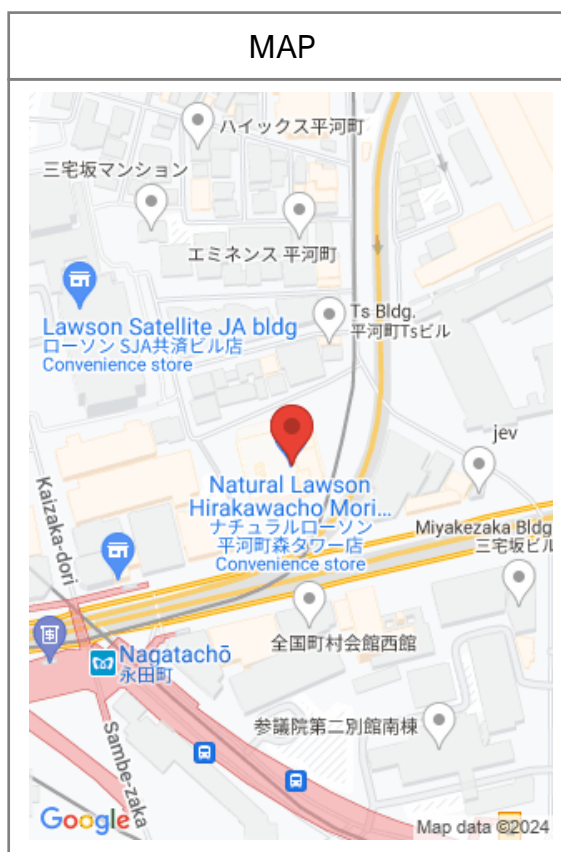 MAP
ハイックス平河町
三宅坂マンション
エミネンス 平河町
Ts Bldg.
平河町Tsビル
Lawson Satellite JA bldg
ローソン SJA共済ビル店
Convenience store
jev
Natural Lawson
Hirakawacho Mori...
ナチュラルローソン
平河町森タワー店
Convenience store
Kaizaka-dori
Miyakezaka Bldg
三宅坂ビル
全国町村会館西館
Nagatachō
永田町
参議院第二別館南棟
Sambe-zaka
Google
Map data ©2024